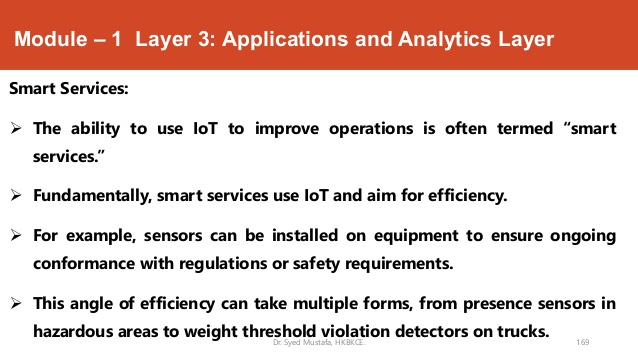 Module – 1 Layer 3: Applications and Analytics Layer
Smart Services:
➢ The ability to use IoT to improve operations is often termed “smart
services.”
➢ Fundamentally, smart services use IoT and aim for efficiency.
➢ For example, sensors can be installed on equipment to ensure ongoing
conformance with regulations or safety requirements.
➢ This angle of efficiency can take multiple forms, from presence sensors in
hazardous areas to weight threshold violation detectors on trucks.
Dr. Syed Mustafa, HKBKCE. 169